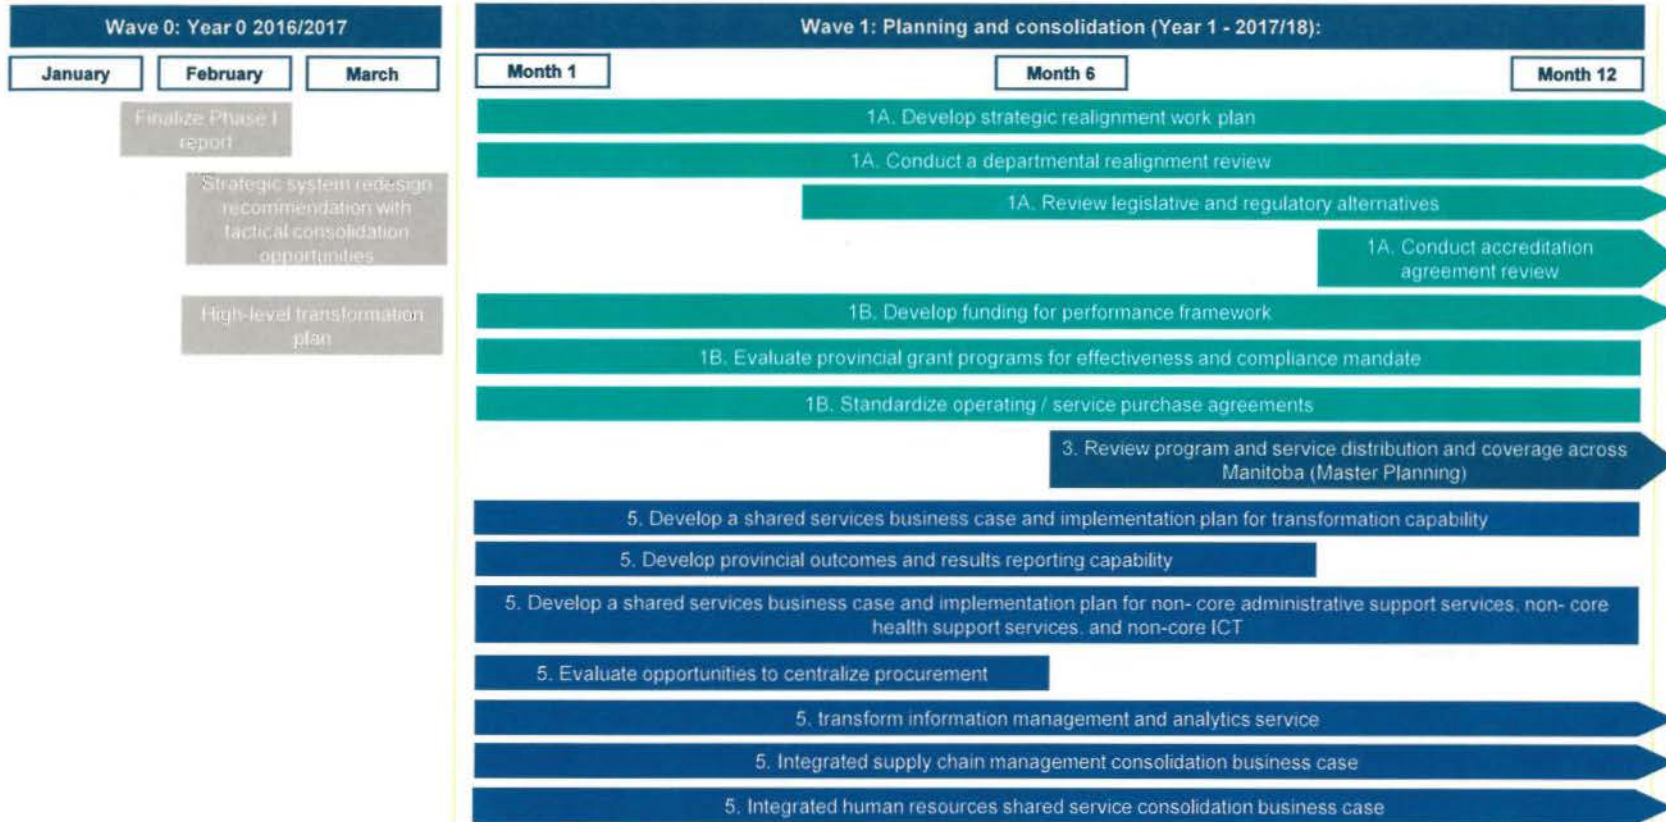 Wave 0: Year 0 2016/2017
Wave 1: Planning and consolidation (Year 1 - 2017/18):
January
February
March
Month 1
Month 6
Month 12
Finalize Phase I
report
Strategic system redesign
recommendation with
tactical consolidation
opportunities
High-level transformation
plan
1A. Develop strategic realignment work plan
1A. Conduct a departmental realignment review
1A. Review legislative and regulatory alternatives
1A. Conduct accreditation
agreement review
1B. Develop funding for performance framework
1B. Evaluate provincial grant programs for effectiveness and compliance mandate
1B. Standardize operating / service purchase agreements
3. Review program and service distribution and coverage across
Manitoba (Master Planning)
5. Develop a shared services business case and implementation plan for transformation capability
5. Develop provincial outcomes and results reporting capability
5. Develop a shared services business case and implementation plan for non- core administrative support services, non- core
health support services, and non-core ICT
5. Evaluate opportunities to centralize procurement
5. transform information management and analytics service
5. Integrated supply chain management consolidation business case
5. Integrated human resources shared service consolidation business case